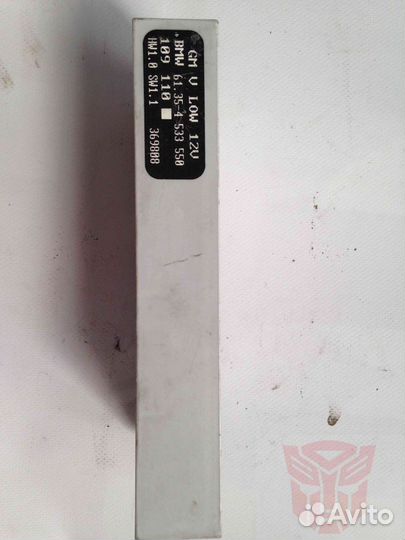 GM V LOW 12V
BMW 61.35-4 533 550
109 110
HW1.0 SW1.1 369808
Avito